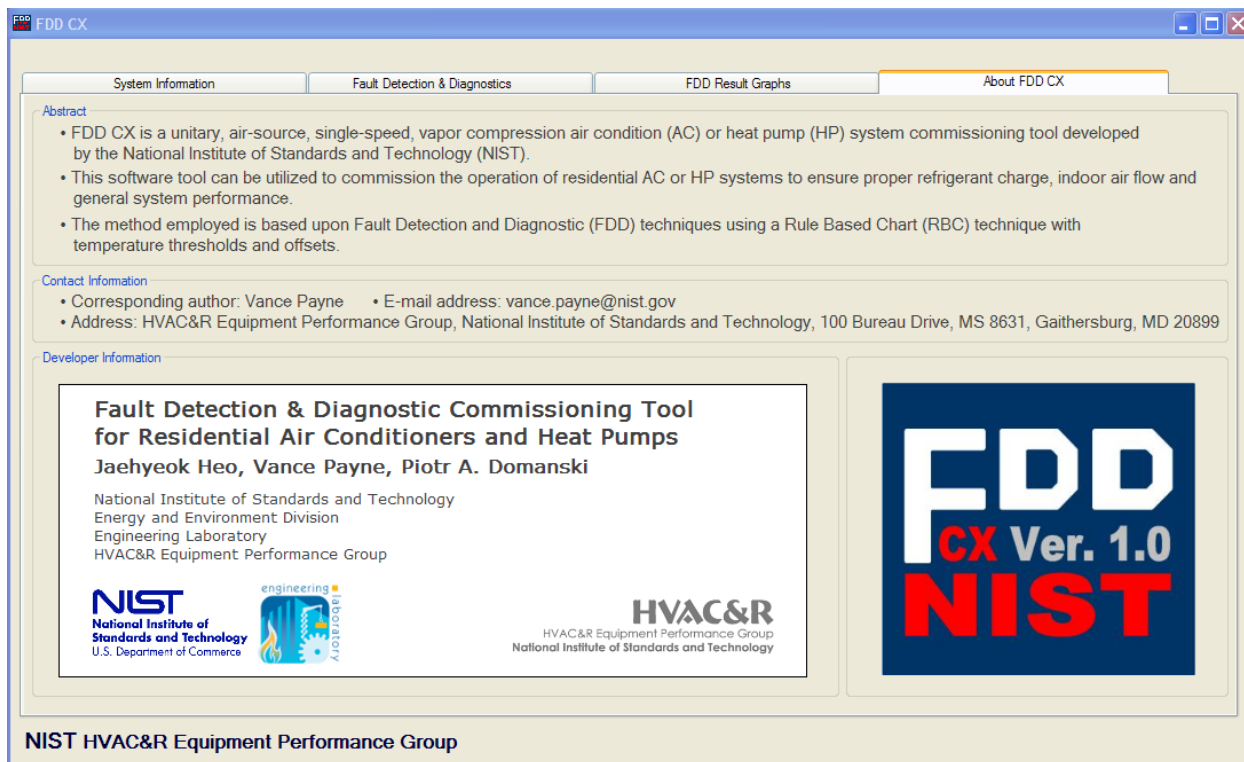 FDD CX
System Information
Fault Detection & Diagnostics
FDD Result Graphs
About FDD CX
Abstract
• FDD CX is a unitary, air-source, single-speed, vapor compression air condition (AC) or heat pump (HP) system commissioning tool developed
by the National Institute of Standards and Technology (NIST).
• This software tool can be utilized to commission the operation of residential AC or HP systems to ensure proper refrigerant charge, indoor air flow and
general system performance.
• The method employed is based upon Fault Detection and Diagnostic (FDD) techniques using a Rule Based Chart (RBC) technique with
temperature thresholds and offsets.
Contact Information
• Corresponding author: Vance Payne • E-mail address: vance.payne@nist.gov
• Address: HVAC&R Equipment Performance Group, National Institute of Standards and Technology, 100 Bureau Drive, MS 8631, Gaithersburg, MD 20899
Developer Information
Fault Detection & Diagnostic Commissioning Tool
for Residential Air Conditioners and Heat Pumps
Jaehyeok Heo, Vance Payne, Piotr A. Domanski
National Institute of Standards and Technology
Energy and Environment Division
Engineering Laboratory
HVAC&R Equipment Performance Group
NIST
National Institute of
Standards and Technology
U.S. Department of Commerce
engineering
laboratory
HVAC&R
HVAC&R Equipment Performance Group
National Institute of Standards and Technology
FDD
CX Ver. 1.0
NIST
NIST HVAC&R Equipment Performance Group